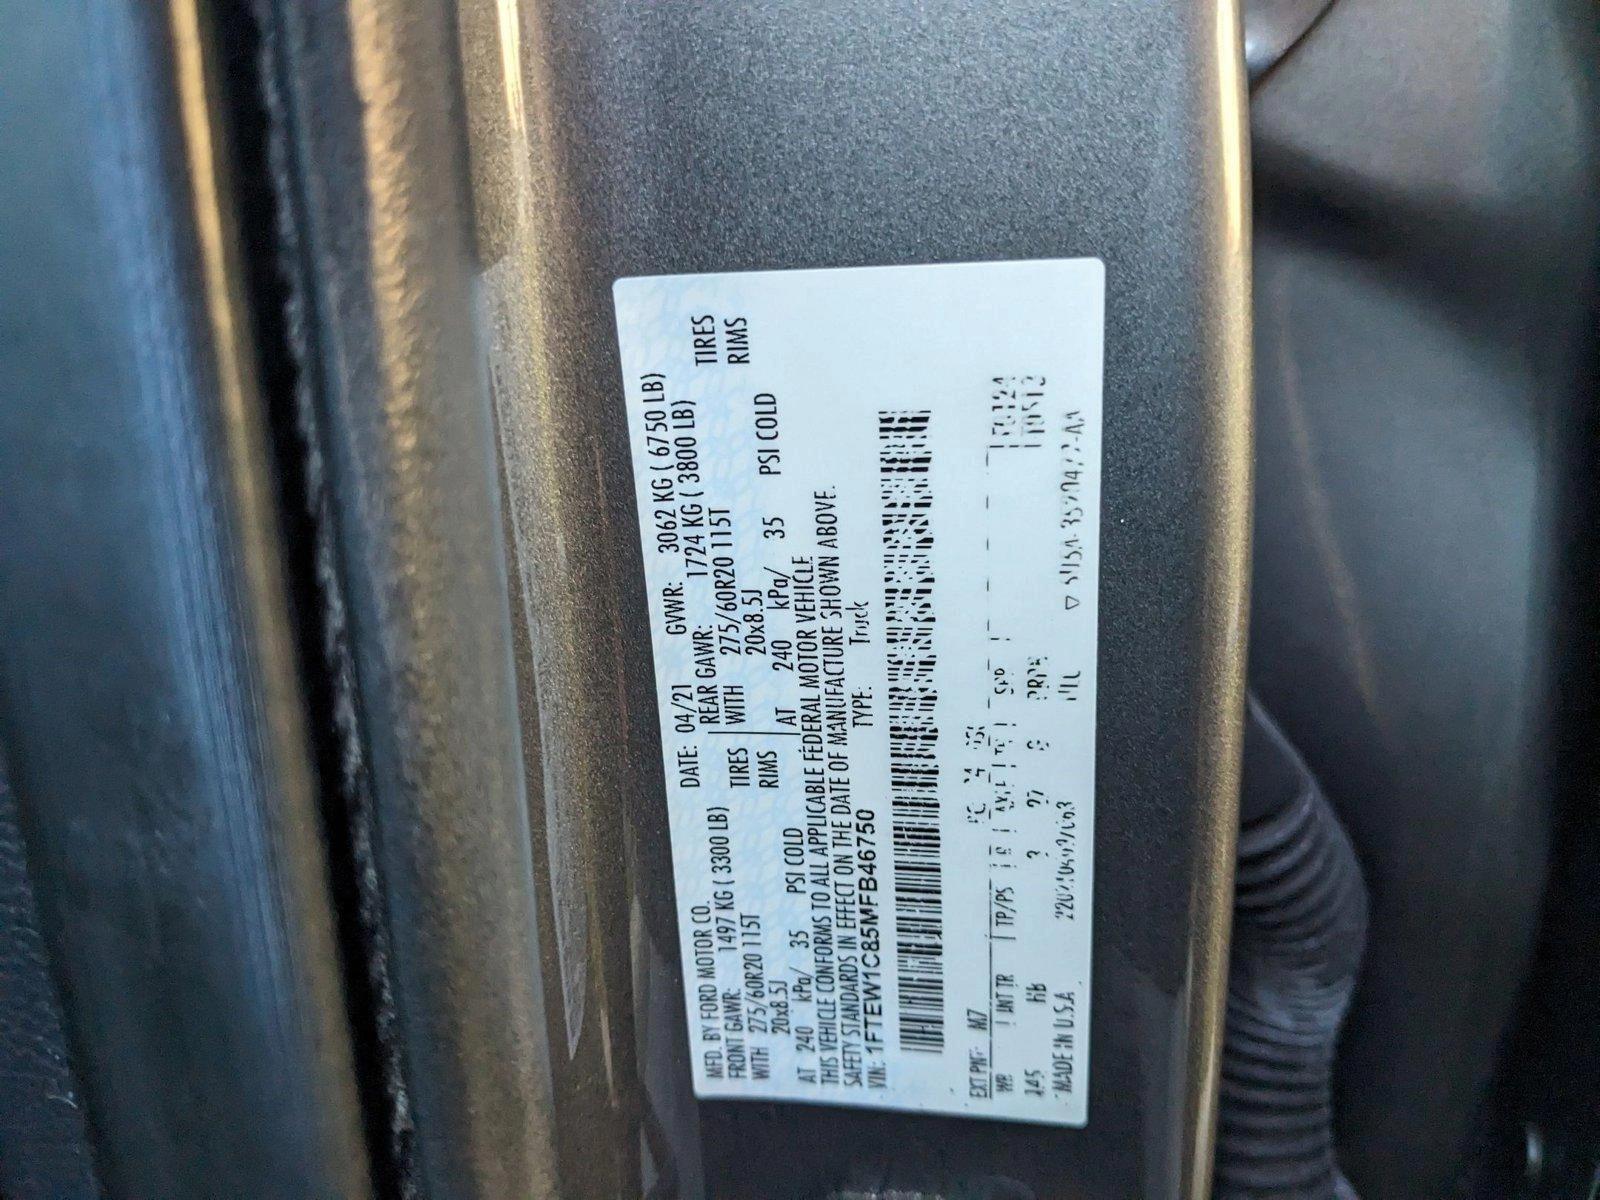 MFD. BY FORD MOTOR CO. DATE: 04/21 GVWR: 3062 KG ( 6750 LB)
FRONT GAWR: 1497 KG ( 3300 LB) REAR GAWR: 1724 KG ( 3800 LB)
WITH 275/60R20 115T TIRES WITH 275/60R20 115T TIRES
20x8.5J RIMS 20x8.5J RIMS
AT 240 kPa/ 35 PSI COLD AT 240 kPa/ 35 PSI COLD
THIS VEHICLE CONFORMS TO ALL APPLICABLE FEDERAL MOTOR VEHICLE
SAFETY STANDARDS IN EFFECT ON THE DATE OF MANUFACTURE SHOWN ABOVE.
VIN: 1FTEW1C85MFB46750 TYPE: Truck
EXT PNT: M7
WB INT TR TP/PS
145
MADE IN U.S.A.